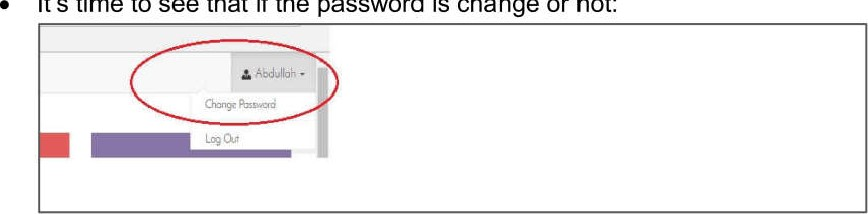 ● It's time to see that if the password is change or not:
Abdullah
Change Password
Log Out